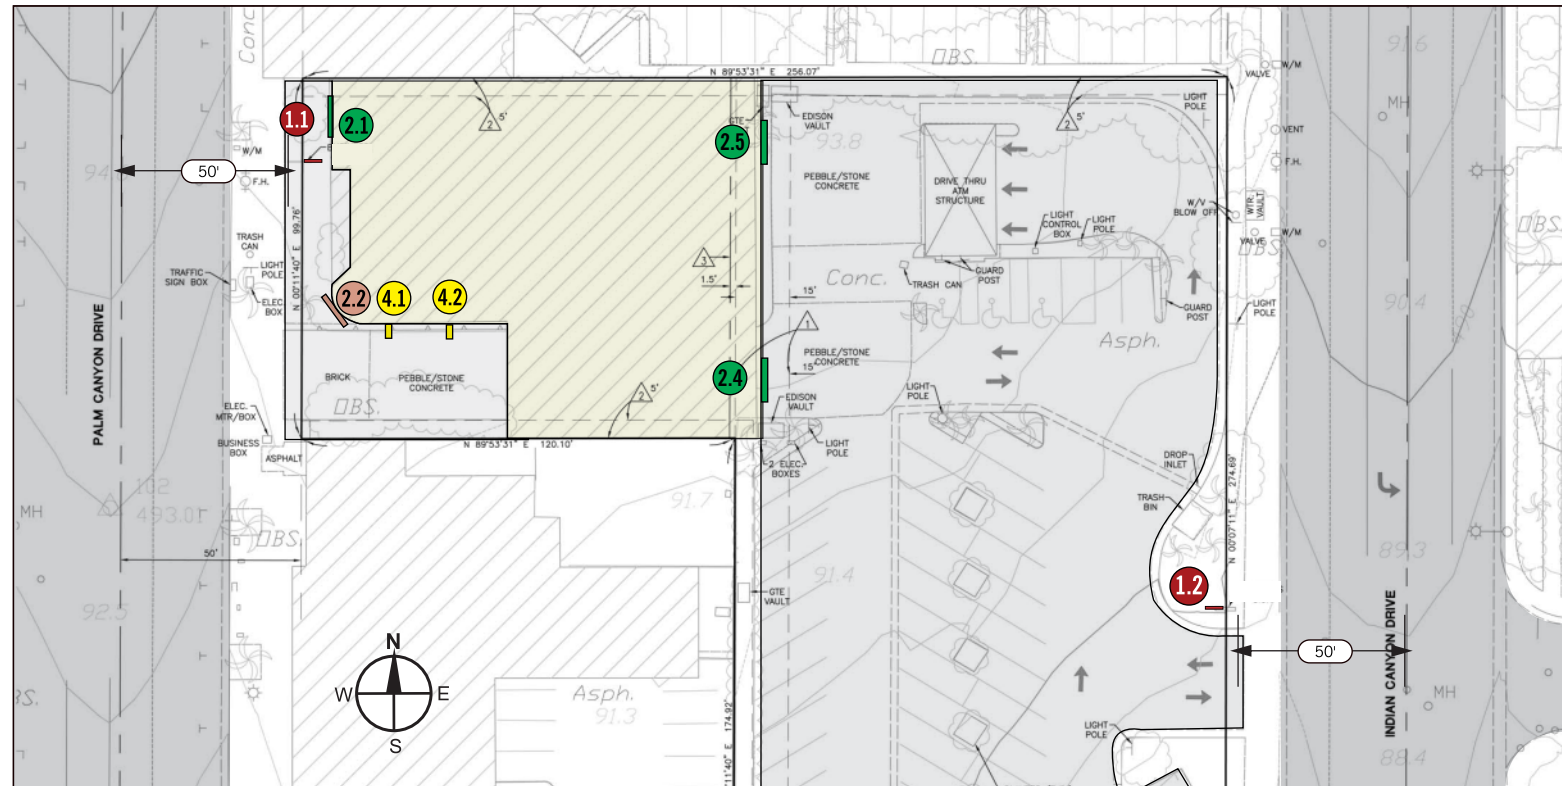 Conc
OBS.
N 89°53'31" E 256.07'
91.6
VALVE
W/M
LIGHT
POLE
MH
1.1
2.1
2
5'
GTE
EDISON
VAULT
2
5'
VENT
2.5
93.8
F.H.
W/M
94
50'
F.H.
PEBBLE/STONE
CONCRETE
DRIVE THRU
ATM
STRUCTURE
W/V
BLOW OFF
WTR.
VAULT
LIGHT
CONTROL
BOX
LIGHT
POLE
W/M
VALVE
OBS.
OBS.
TRASH
CAN
N 00°11'40" E 99.76'
3
1.5'
LIGHT
POLE
TRAFFIC
SIGN BOX
Conc.
TRASH CAN
GUARD
POST
ELEC
BOX
2.2
4.1
4.2
15'
GUARD
POST
LIGHT
POLE
90.4
1
Asph.
PALM CANYON DRIVE
PEBBLE/STONE
CONCRETE
15'
BRICK
PEBBLE/STONE
CONCRETE
2.4
2
5'
LIGHT
POLE
OBS.
ELEC.
MTR/BOX
EDISON
VAULT
BUSINESS
BOX
N 89°53'31" E 120.10'
LIGHT
POLE
ASPHALT
2 ELEC.
BOXES
DROP
INLET
N 00°07'11" E 274.69'
102
493.01
91.7
TRASH
BIN
MH
OBS
50'
89.3
91.4
1.2
GTE
VAULT
92.5
INDIAN CANYON DRIVE
N
W
E
S
50'
Asph.
91.3
MH
BS.
11'40" E 174.92'
LIGHT
POLE
88.4